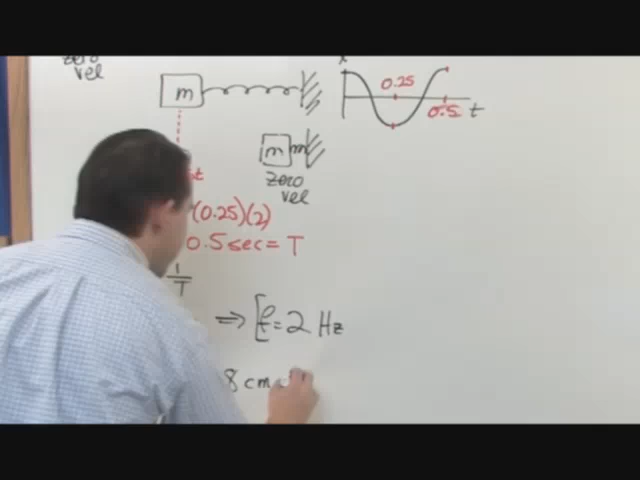 zero
vel
m
x
0.25
0.5 t
m
zero
vel
(0.25)(2)
0.5 sec = T
1/T
⇒ f = 2 Hz
8 cm